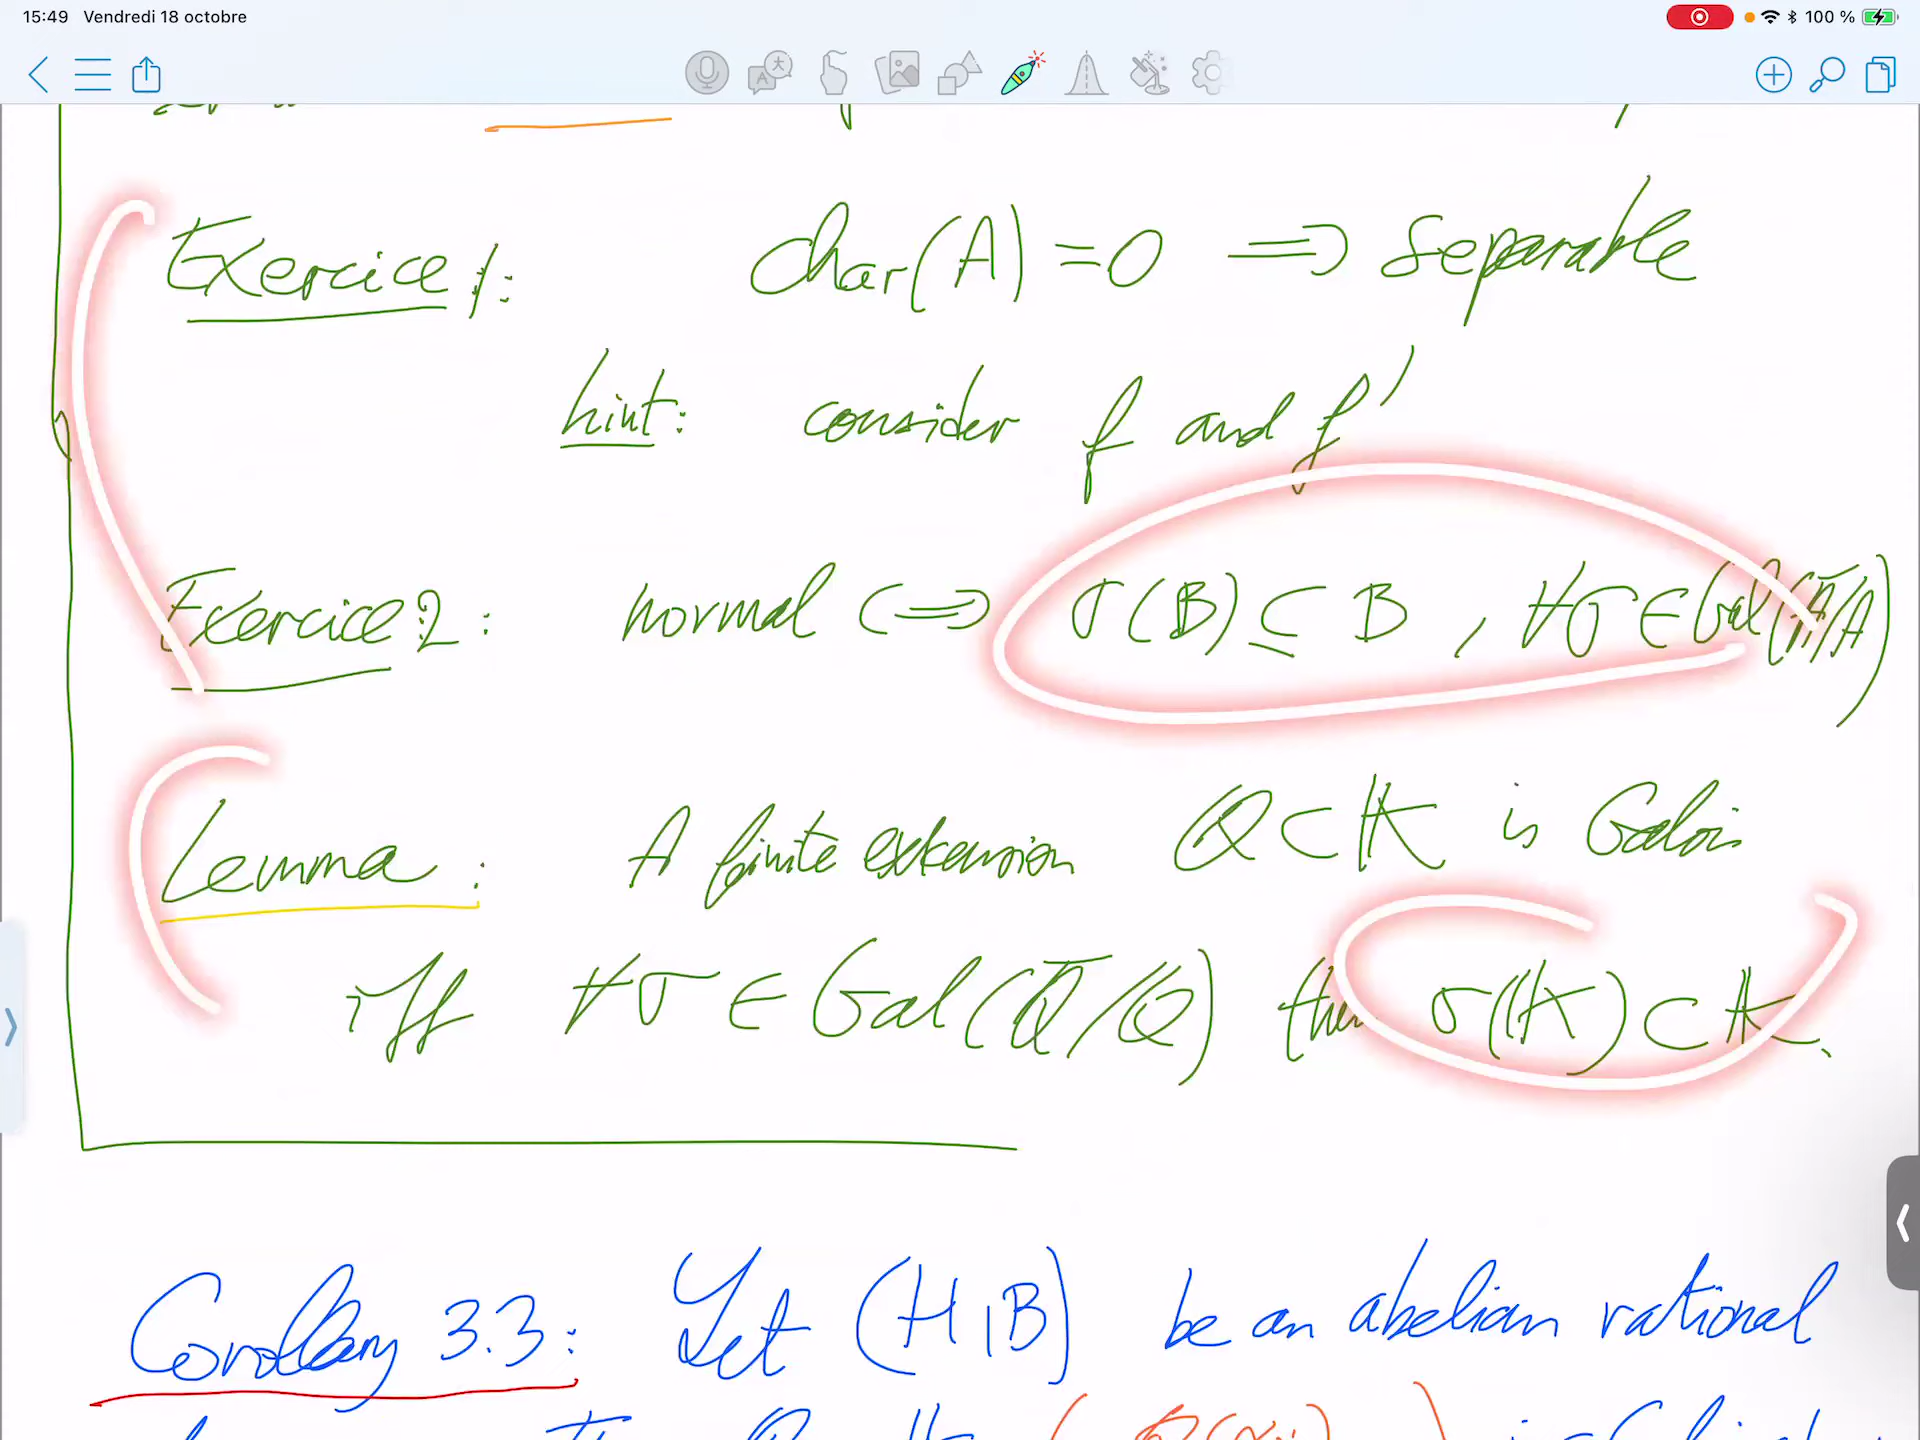 15:49 Vendredi 18 octobre 100 %
Exercice 1: char(A) = 0 ⟹ separable
hint: consider f and f'
Exercice 2: normal ⟺ σ(B) ⊆ B, ∀σ ∈ Gal(Ā/A)
Lemma: A finite extension ℚ ⊂ 𝕂 is Galois
iff ∀σ ∈ Gal(ℚ̄/ℚ) then σ(𝕂) ⊂ 𝕂.
Corollary 3.3: Let (H,B) be an abelian rational